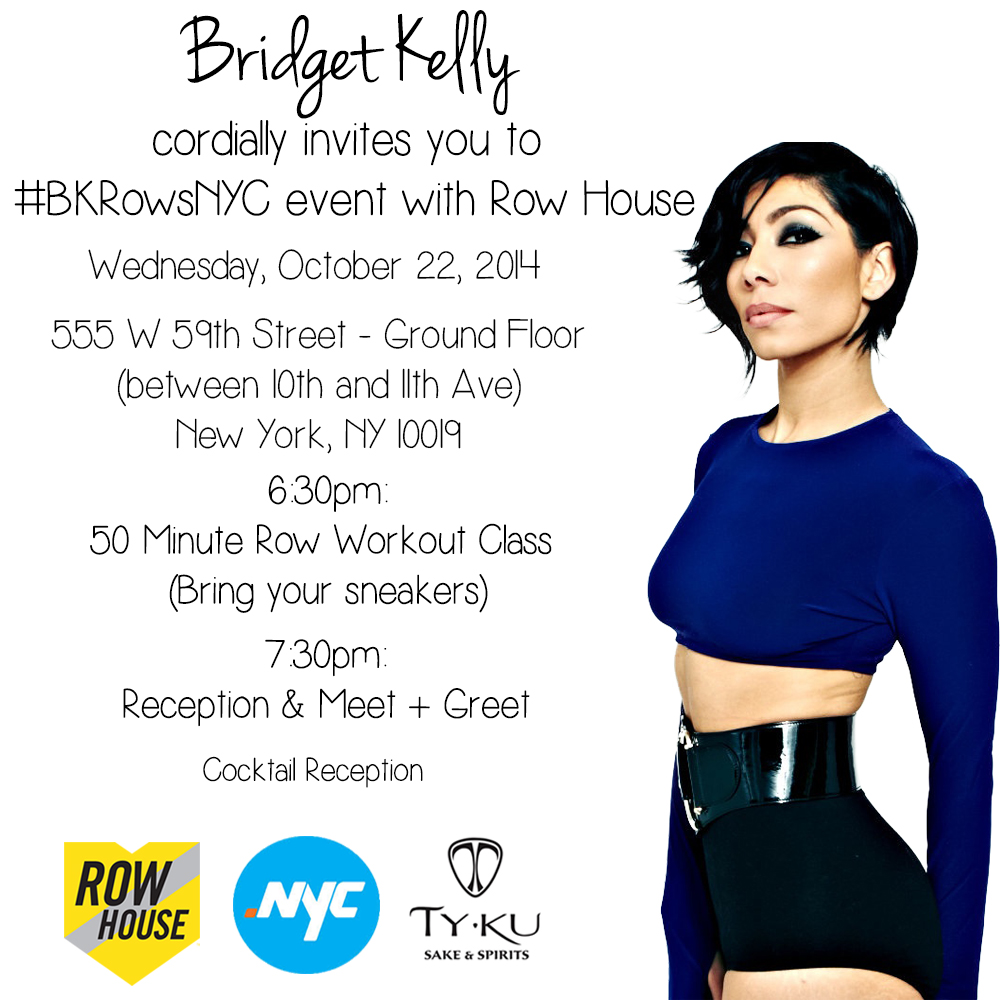 Bridget Kelly
cordially invites you to
#BKRowsNYC event with Row House
Wednesday, October 22, 2014
555 W 59th Street - Ground Floor
(between 10th and 11th Ave)
New York, NY 10019
6:30pm:
50 Minute Row Workout Class
(Bring your sneakers)
7:30pm:
Reception & Meet + Greet
Cocktail Reception
ROW
HOUSE
.NYC
TY·KU
SAKE & SPIRITS